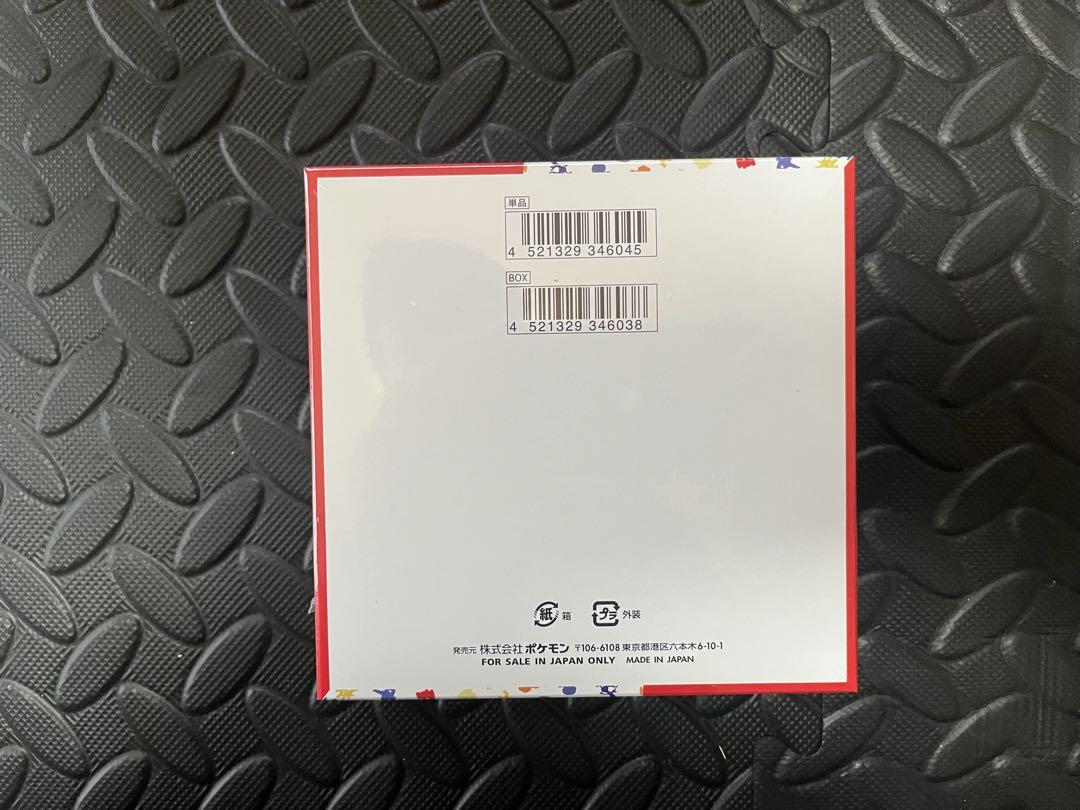 単品
4 521329 346045
BOX
4 521329 346038
紙 箱 プラ 外装
発売元 株式会社ポケモン 〒106-6108 東京都港区六本木6-10-1
FOR SALE IN JAPAN ONLY MADE IN JAPAN